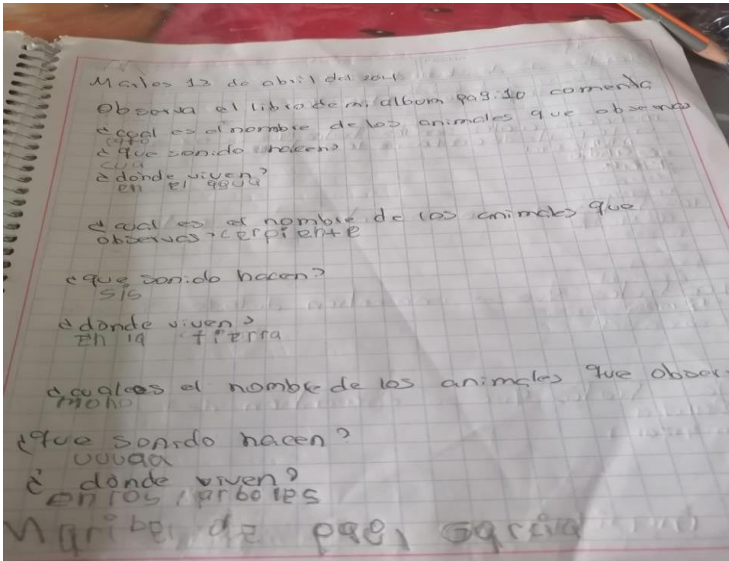 Martes 13 de abril del 2021
Observa el libro de mi album pag:10 comenta
¿cual es el nombre de los animales que observas
¿que sonido hacen?
cua
¿donde viven?
en el agua
¿cual es el nombre de los animales que
observas? cerpiente
¿que sonido hacen?
sis
¿donde viven?
En la tierra
¿cual es el nombre de los animales que obser
mono
¿que sonido hacen?
uuuaa
¿donde viven?
en los arboles